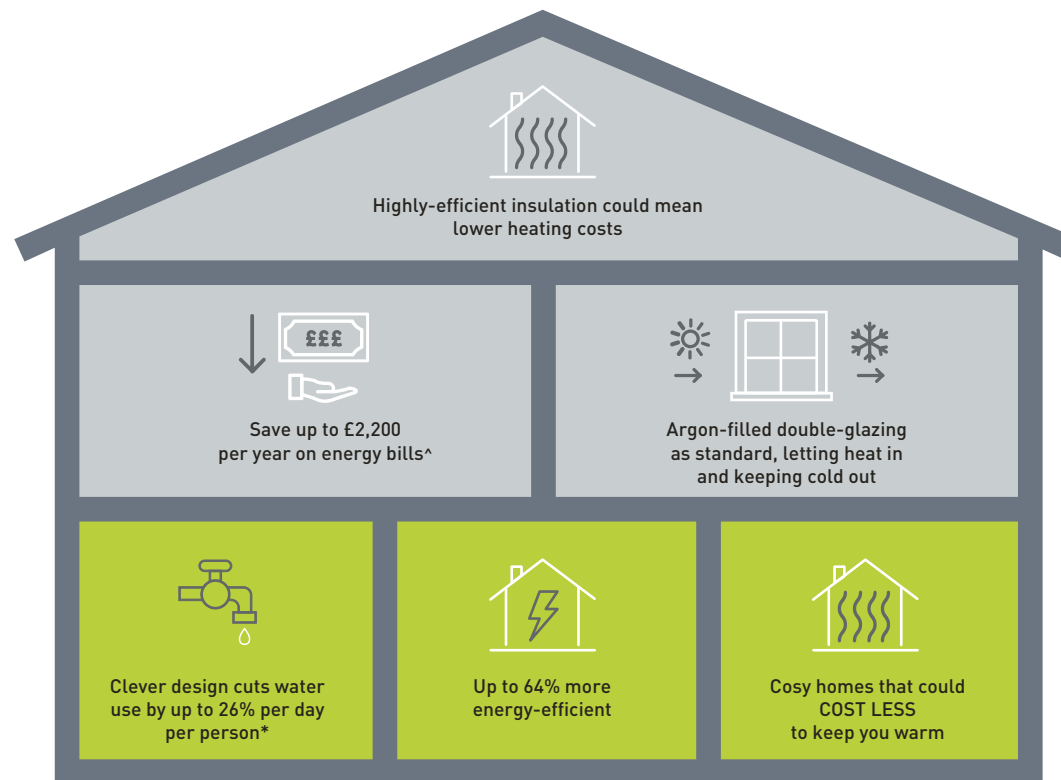 Highly-efficient insulation could mean
lower heating costs
£££
Save up to £2,200
per year on energy bills^
Argon-filled double-glazing
as standard, letting heat in
and keeping cold out
Clever design cuts water
use by up to 26% per day
per person*
Up to 64% more
energy-efficient
Cosy homes that could
COST LESS
to keep you warm